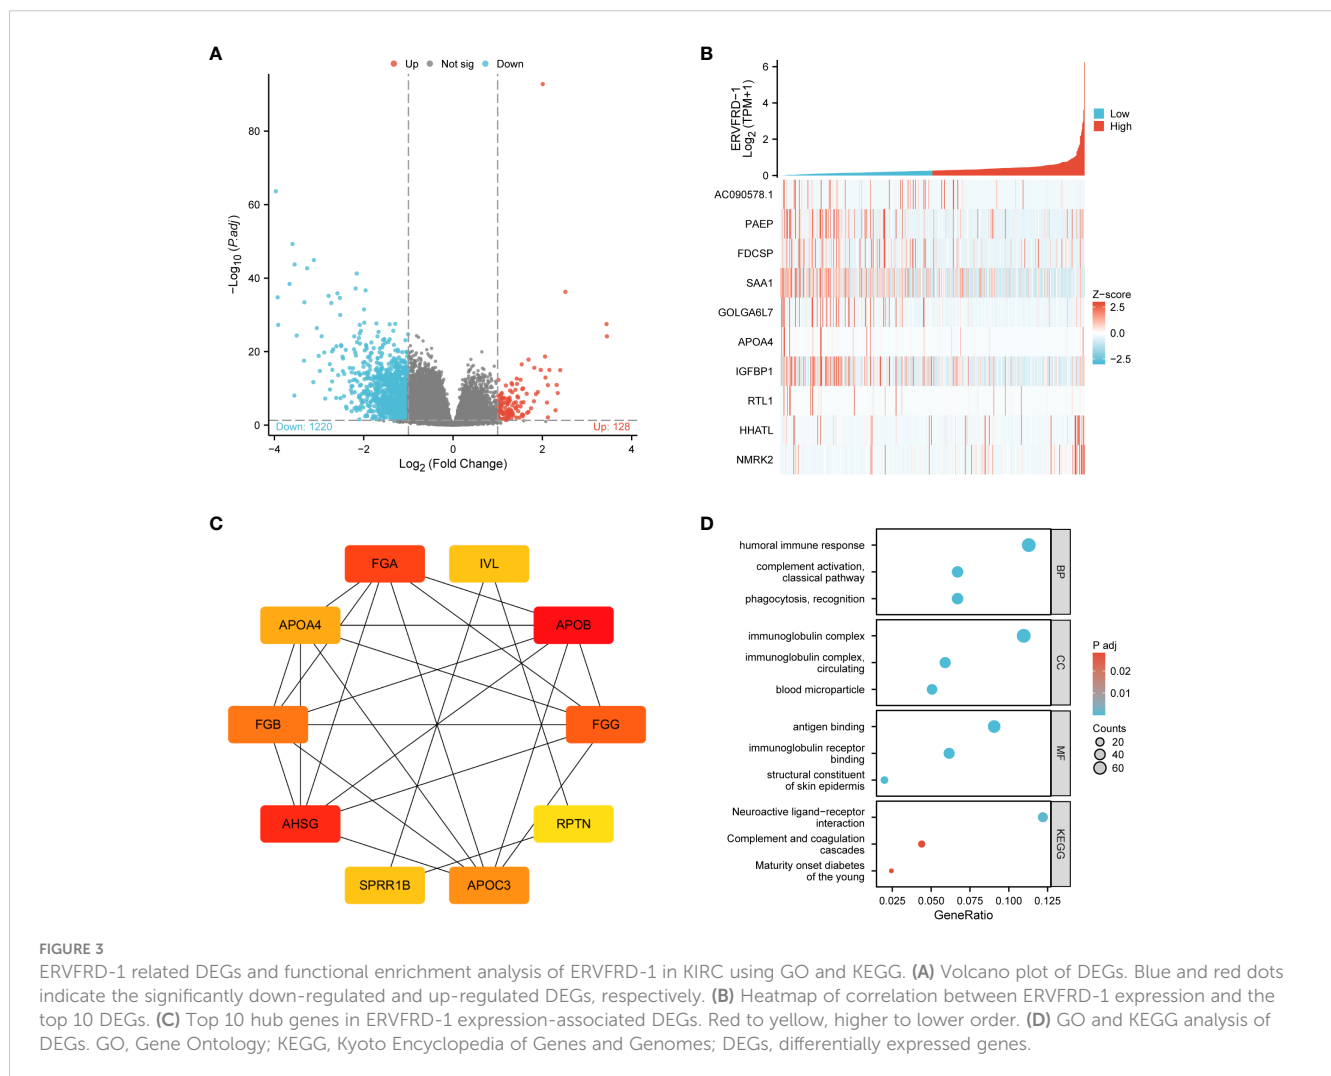 A
Up Not sig Down
−Log10 (P.adj)
80
60
40
20
0
Down: 1220 Up: 128
−4 −2 0 2 4
Log2 (Fold Change)
B
ERVFRD−1
Log2 (TPM+1)
6
4
2
0
Low
High
AC090578.1
PAEP
FDCSP
SAA1
GOLGA6L7
APOA4
IGFBP1
RTL1
HHATL
NMRK2
Z−score
2.5
0.0
−2.5
C
FGA IVL
APOA4 APOB
FGB FGG
AHSG RPTN
SPRR1B APOC3
D
humoral immune response
complement activation,
classical pathway
phagocytosis, recognition
BP
immunoglobulin complex
immunoglobulin complex,
circulating
blood microparticle
CC
antigen binding
immunoglobulin receptor
binding
structural constituent
of skin epidermis
MF
Neuroactive ligand−receptor
interaction
Complement and coagulation
cascades
Maturity onset diabetes
of the young
KEGG
0.025 0.050 0.075 0.100 0.125
GeneRatio
P adj
0.02
0.01
Counts
20
40
60
FIGURE 3
ERVFRD-1 related DEGs and functional enrichment analysis of ERVFRD-1 in KIRC using GO and KEGG. (A) Volcano plot of DEGs. Blue and red dots
indicate the significantly down-regulated and up-regulated DEGs, respectively. (B) Heatmap of correlation between ERVFRD-1 expression and the
top 10 DEGs. (C) Top 10 hub genes in ERVFRD-1 expression-associated DEGs. Red to yellow, higher to lower order. (D) GO and KEGG analysis of
DEGs. GO, Gene Ontology; KEGG, Kyoto Encyclopedia of Genes and Genomes; DEGs, differentially expressed genes.